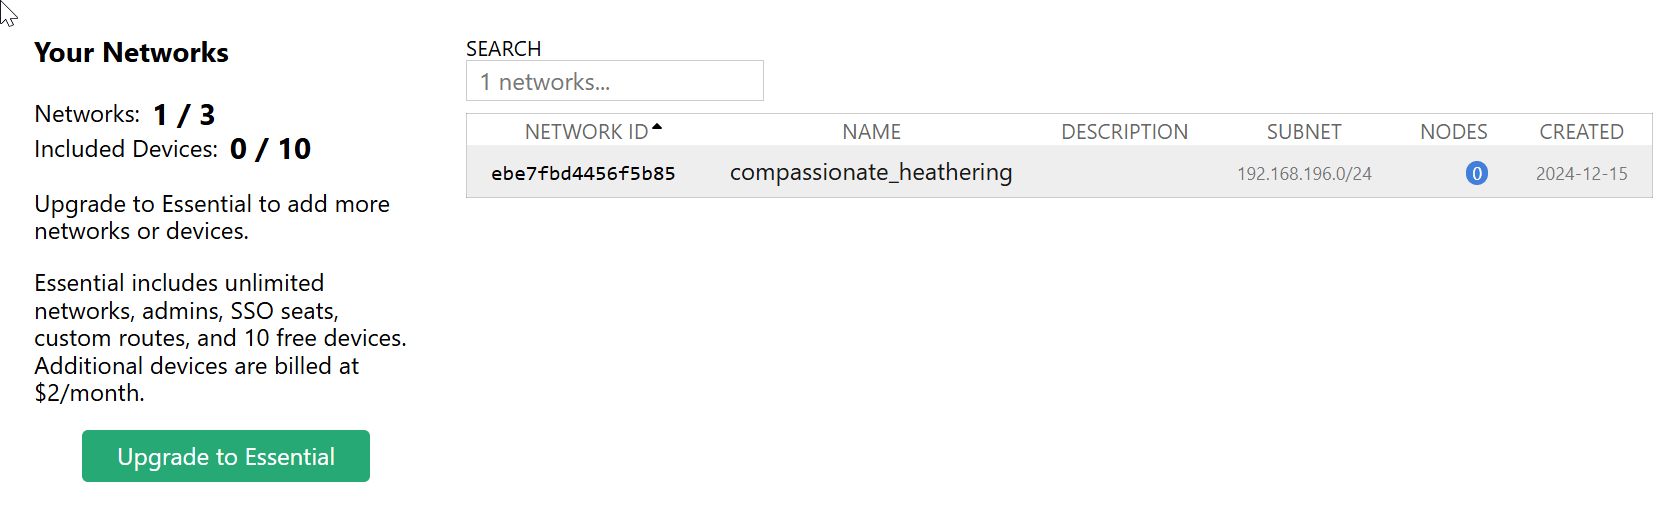 Your Networks
Networks: 1 / 3
Included Devices: 0 / 10
Upgrade to Essential to add more
networks or devices.
Essential includes unlimited
networks, admins, SSO seats,
custom routes, and 10 free devices.
Additional devices are billed at
$2/month.
Upgrade to Essential
SEARCH
1 networks...
NETWORK ID NAME DESCRIPTION SUBNET NODES CREATED
ebe7fbd4456f5b85 compassionate_heathering 192.168.196.0/24 0 2024-12-15